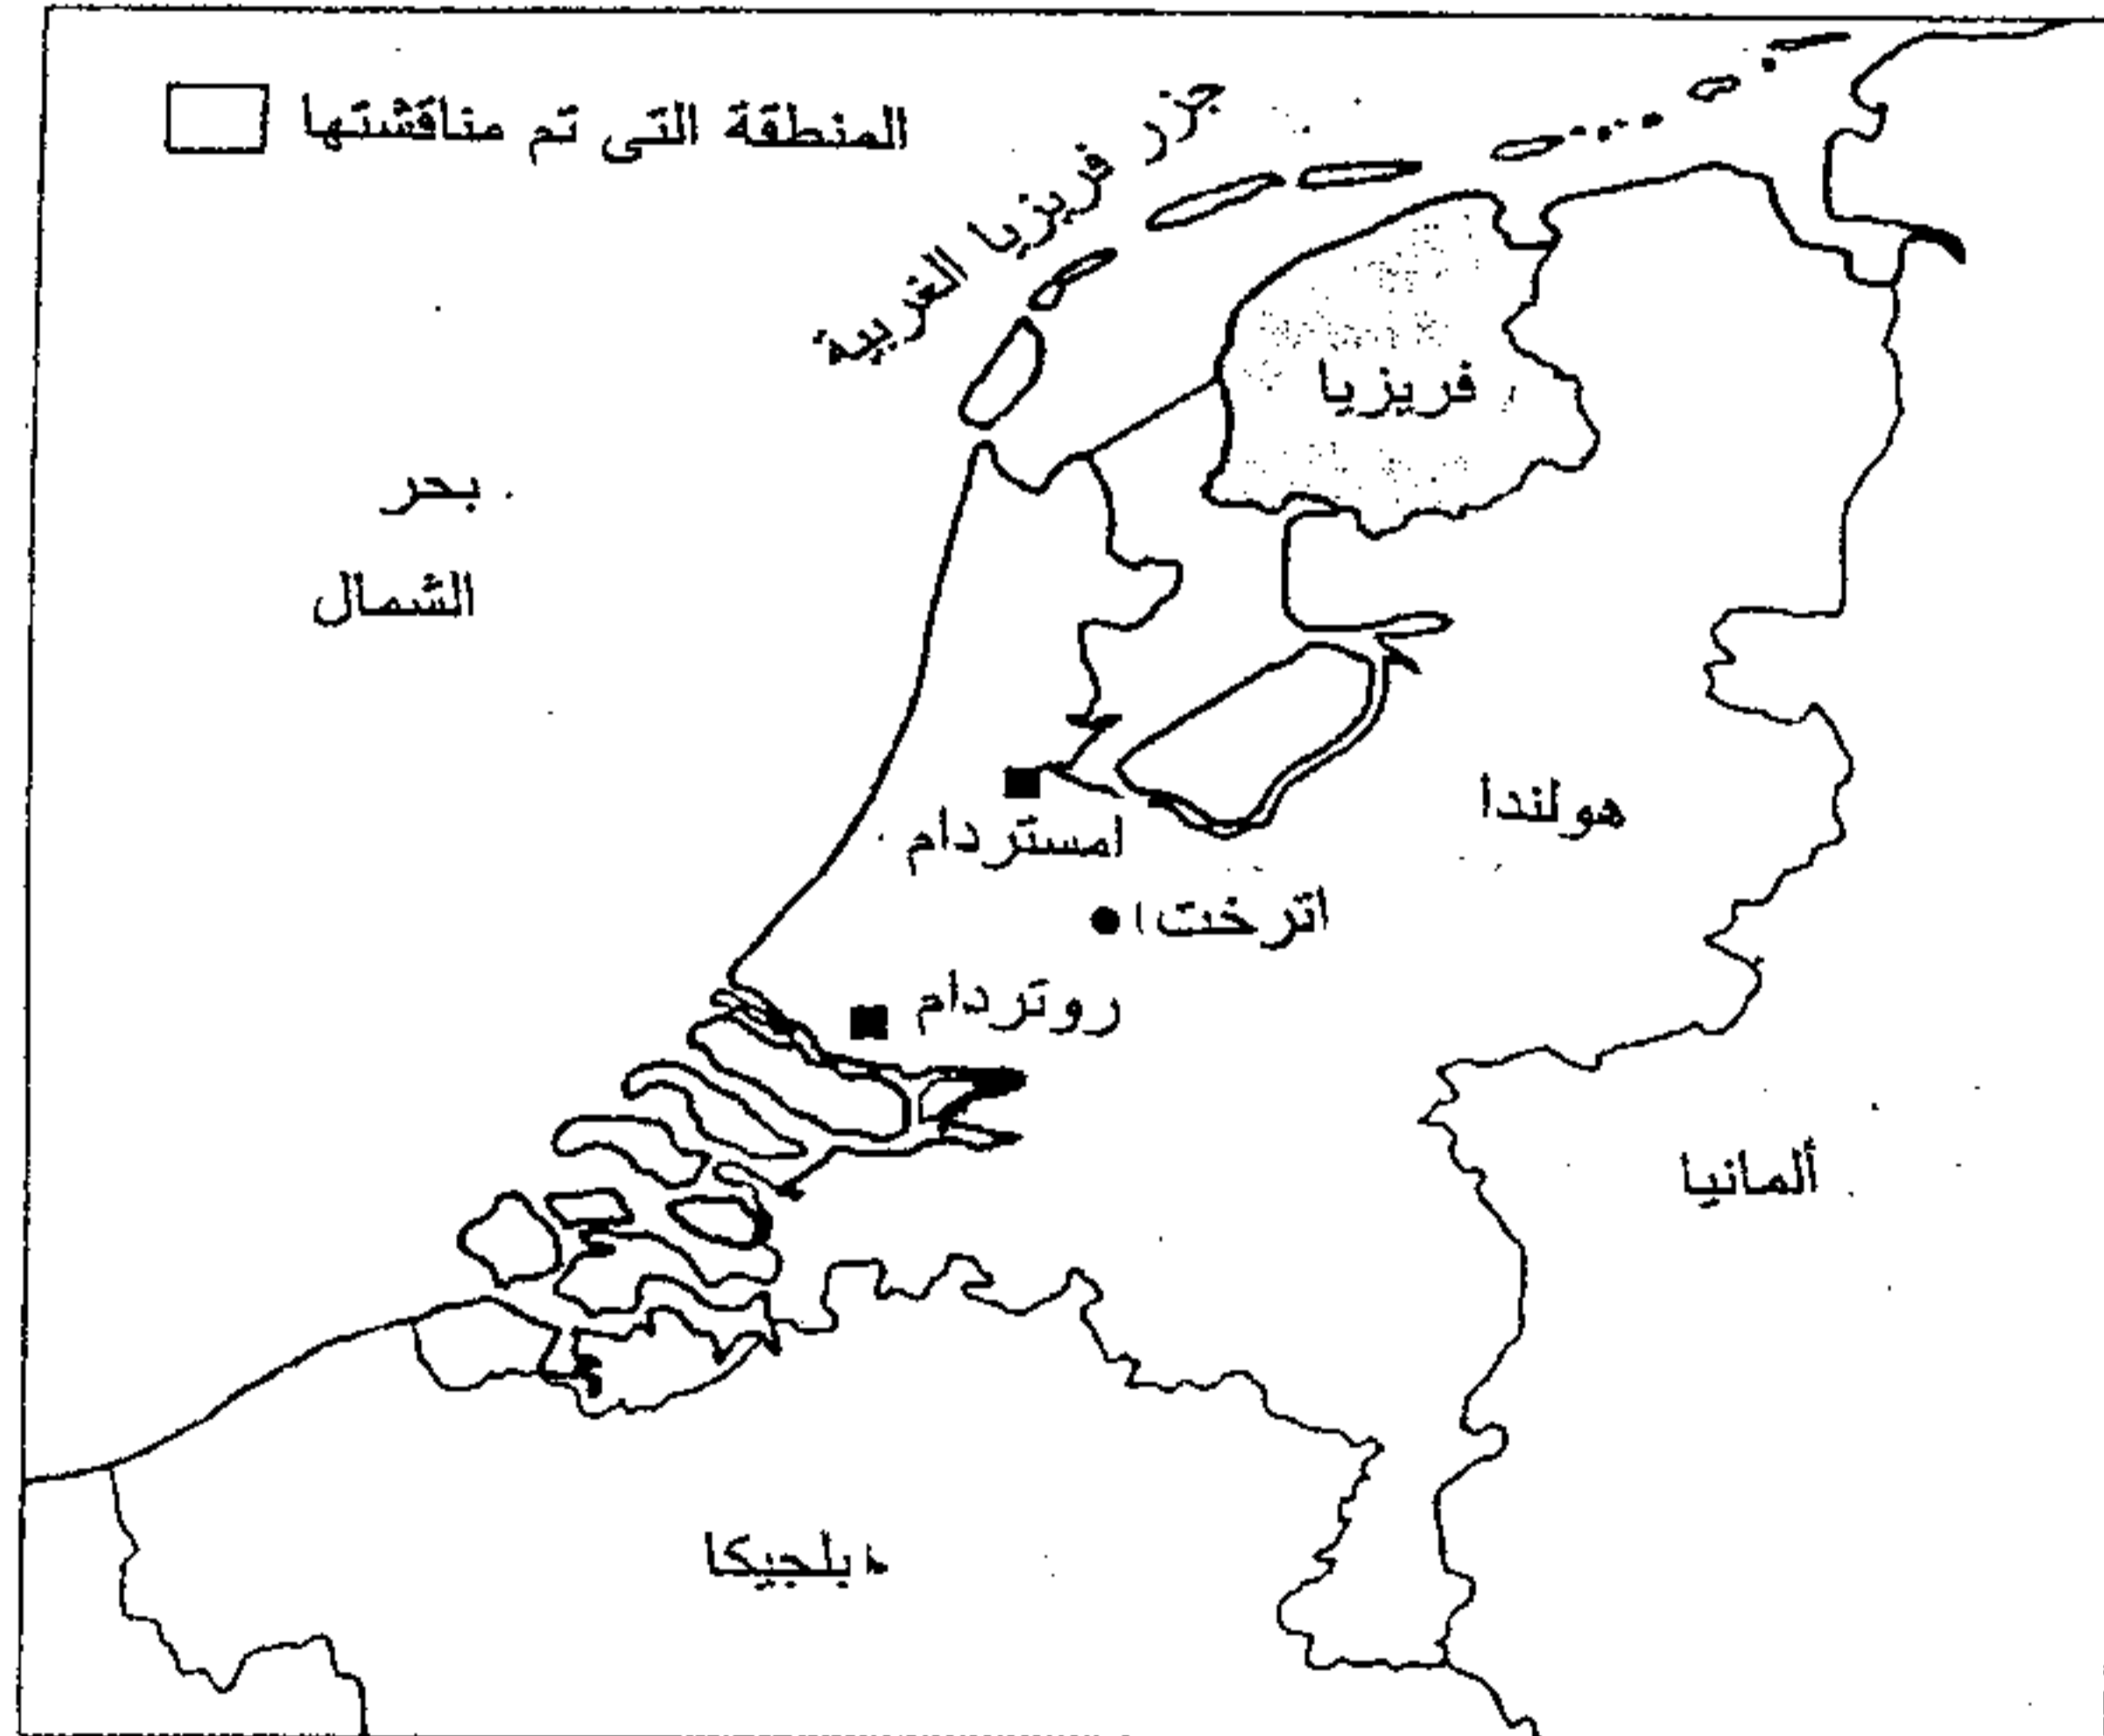 المنطقة التى تم مناقشتها
جزر فريزيا الغربية
فريزيا
بحر
الشمال
هولندا
امستردام
اترخت
روتردام
ألمانيا
بلجيكا